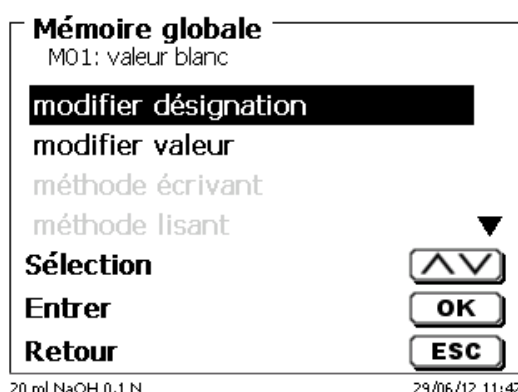 Mémoire globale
M01: valeur blanc
modifier désignation
modifier valeur
méthode écrivant
méthode lisant
Sélection
Entrer OK
Retour ESC
20 ml NaOH 0.1 N 29/06/12 11:42